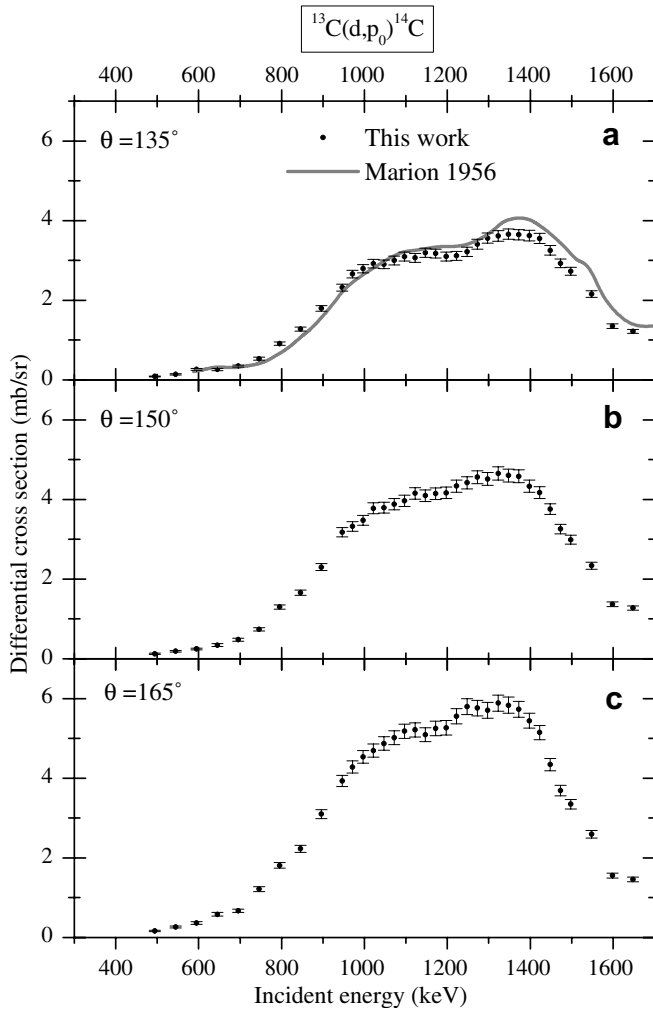 ¹³C(d,p₀)¹⁴C
400 600 800 1000 1200 1400 1600
θ =135° a
This work
Marion 1956
6
4
2
0
θ =150° b
6
4
2
0
θ =165° c
6
4
2
0
Differential cross section (mb/sr)
400 600 800 1000 1200 1400 1600
Incident energy (keV)